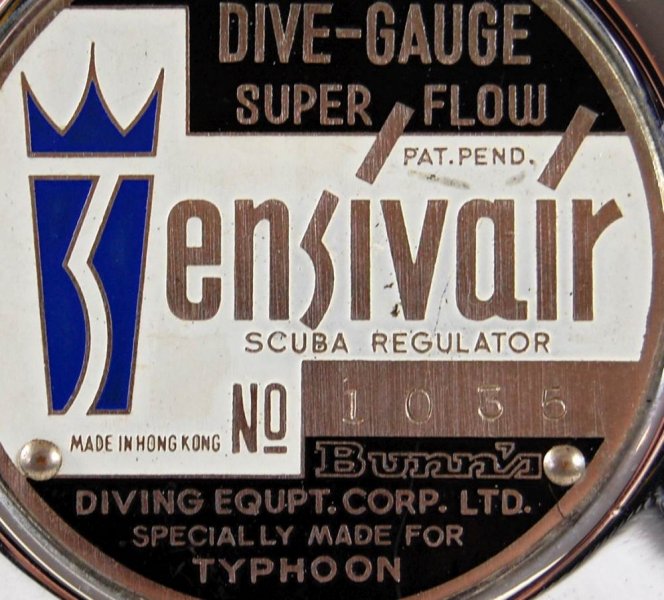 DIVE-GAUGE
SUPER FLOW
PAT.PEND.
Sensivair
SCUBA REGULATOR
NO 1035
MADE IN HONG KONG
Bunn's
DIVING EQUPT. CORP. LTD.
SPECIALLY MADE FOR
TYPHOON